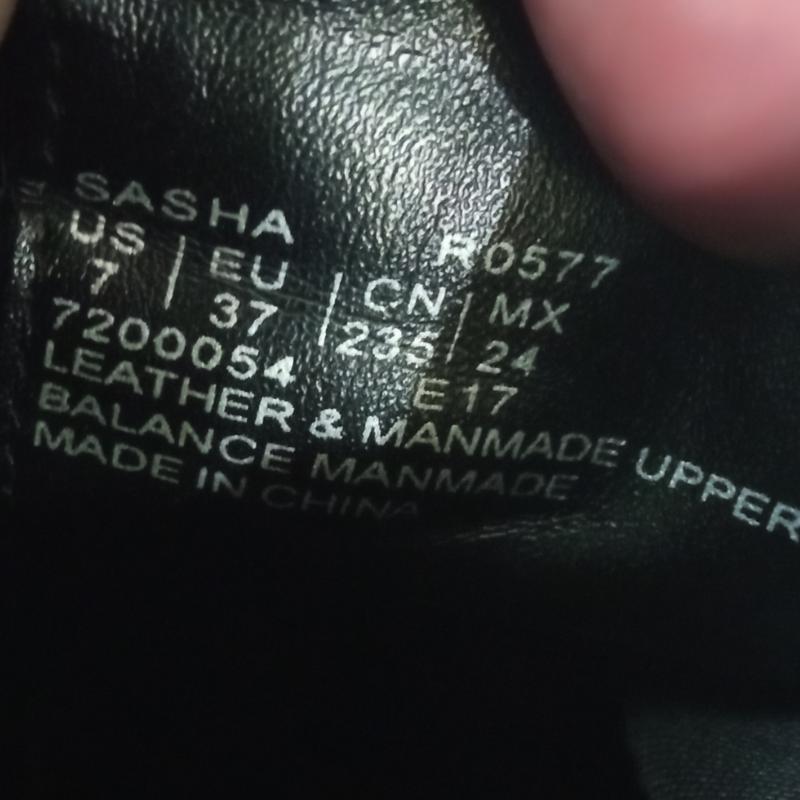 SASHA R0577
US | EU | CN | MX
7 | 37 | 235 | 24
7200054 E17
LEATHER & MANMADE UPPER
BALANCE MANMADE
MADE IN CHINA